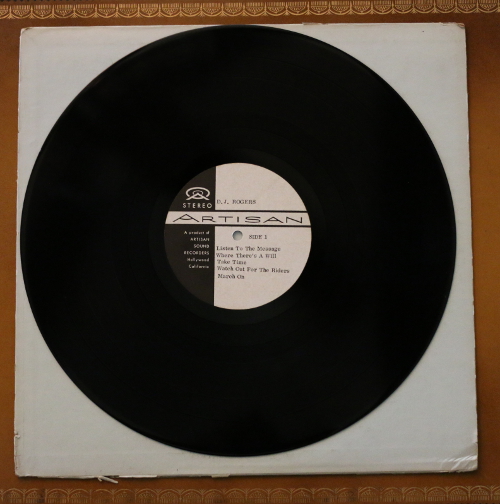 STEREO
D.J. ROGERS
ARTISAN
A product of
ARTISAN
SOUND
RECORDERS
Hollywood
California
SIDE 1
Listen To The Message
Where There's A Will
Take Time
Watch Out For The Riders
March On